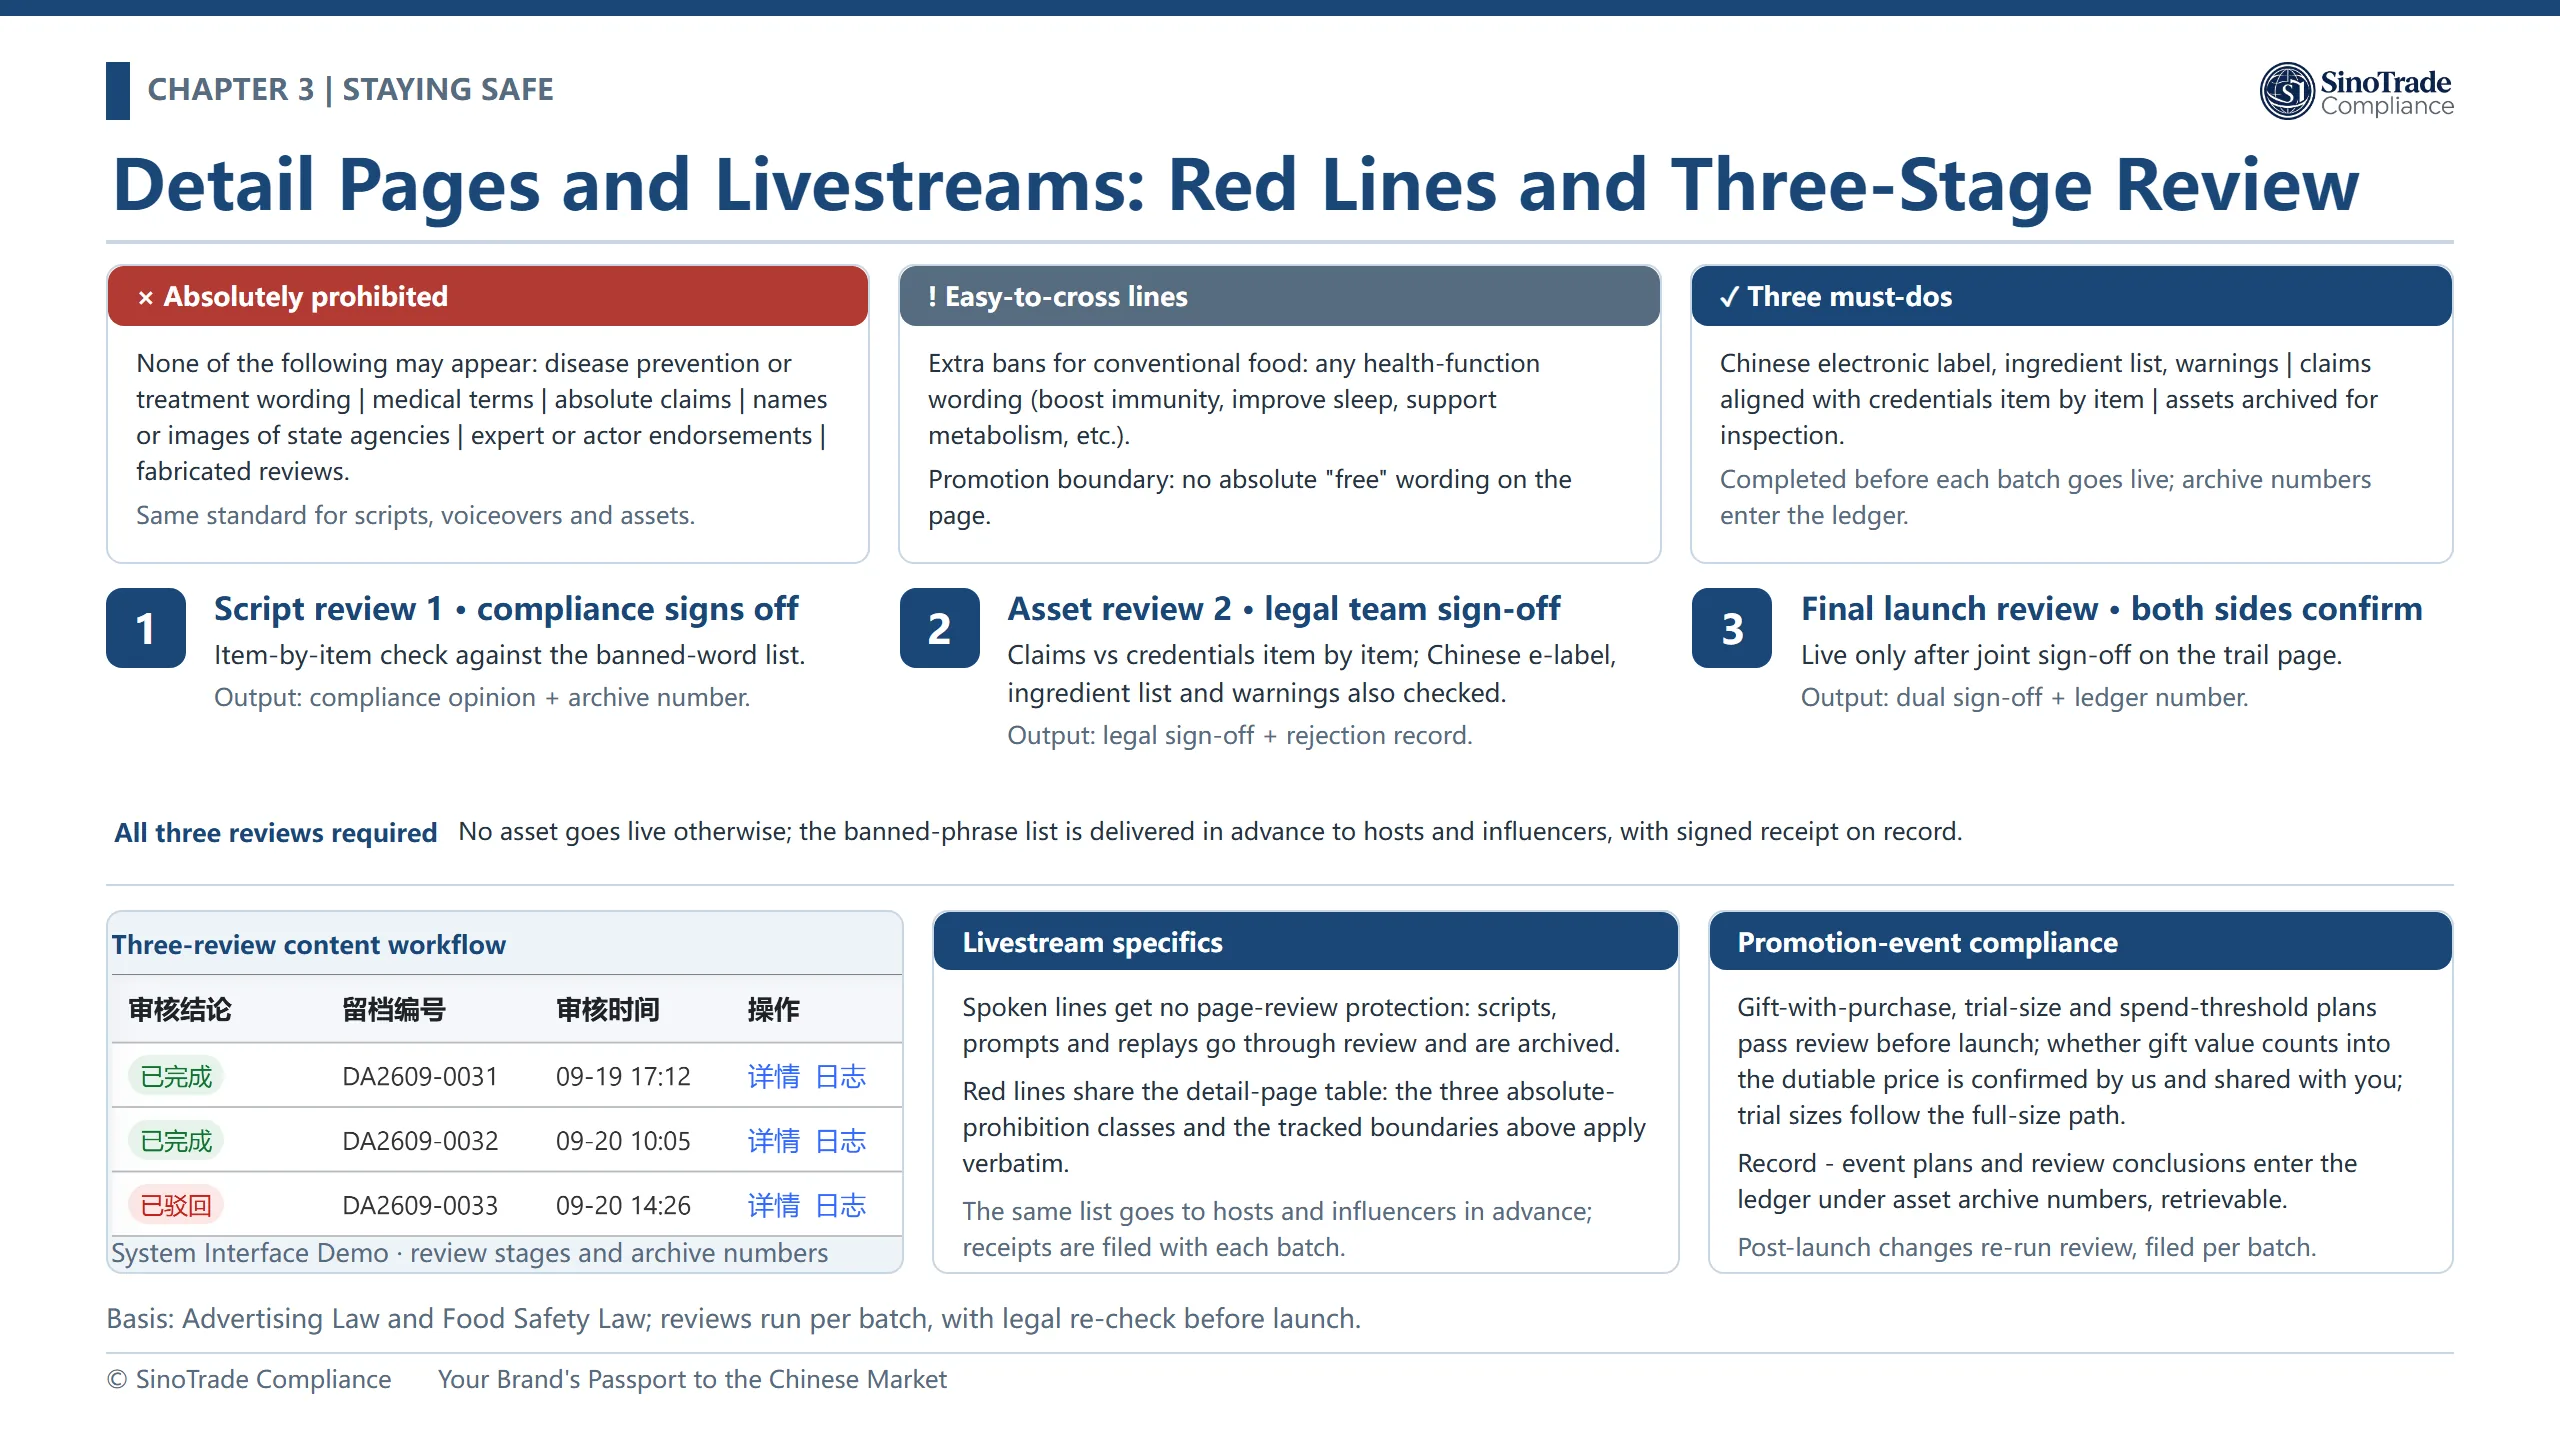 CHAPTER 3 | STAYING SAFE
SinoTrade
Compliance
Detail Pages and Livestreams: Red Lines and Three-Stage Review
× Absolutely prohibited
None of the following may appear: disease prevention or
treatment wording | medical terms | absolute claims | names
or images of state agencies | expert or actor endorsements |
fabricated reviews.
Same standard for scripts, voiceovers and assets.
! Easy-to-cross lines
Extra bans for conventional food: any health-function
wording (boost immunity, improve sleep, support
metabolism, etc.).
Promotion boundary: no absolute "free" wording on the
page.
✓ Three must-dos
Chinese electronic label, ingredient list, warnings | claims
aligned with credentials item by item | assets archived for
inspection.
Completed before each batch goes live; archive numbers
enter the ledger.
1
Script review 1 • compliance signs off
Item-by-item check against the banned-word list.
Output: compliance opinion + archive number.
2
Asset review 2 • legal team sign-off
Claims vs credentials item by item; Chinese e-label,
ingredient list and warnings also checked.
Output: legal sign-off + rejection record.
3
Final launch review • both sides confirm
Live only after joint sign-off on the trail page.
Output: dual sign-off + ledger number.
All three reviews required No asset goes live otherwise; the banned-phrase list is delivered in advance to hosts and influencers, with signed receipt on record.
Three-review content workflow
审核结论 留档编号 审核时间 操作
已完成 DA2609-0031 09-19 17:12 详情 日志
已完成 DA2609-0032 09-20 10:05 详情 日志
已驳回 DA2609-0033 09-20 14:26 详情 日志
System Interface Demo · review stages and archive numbers
Livestream specifics
Spoken lines get no page-review protection: scripts,
prompts and replays go through review and are archived.
Red lines share the detail-page table: the three absolute-
prohibition classes and the tracked boundaries above apply
verbatim.
The same list goes to hosts and influencers in advance;
receipts are filed with each batch.
Promotion-event compliance
Gift-with-purchase, trial-size and spend-threshold plans
pass review before launch; whether gift value counts into
the dutiable price is confirmed by us and shared with you;
trial sizes follow the full-size path.
Record - event plans and review conclusions enter the
ledger under asset archive numbers, retrievable.
Post-launch changes re-run review, filed per batch.
Basis: Advertising Law and Food Safety Law; reviews run per batch, with legal re-check before launch.
© SinoTrade Compliance Your Brand's Passport to the Chinese Market